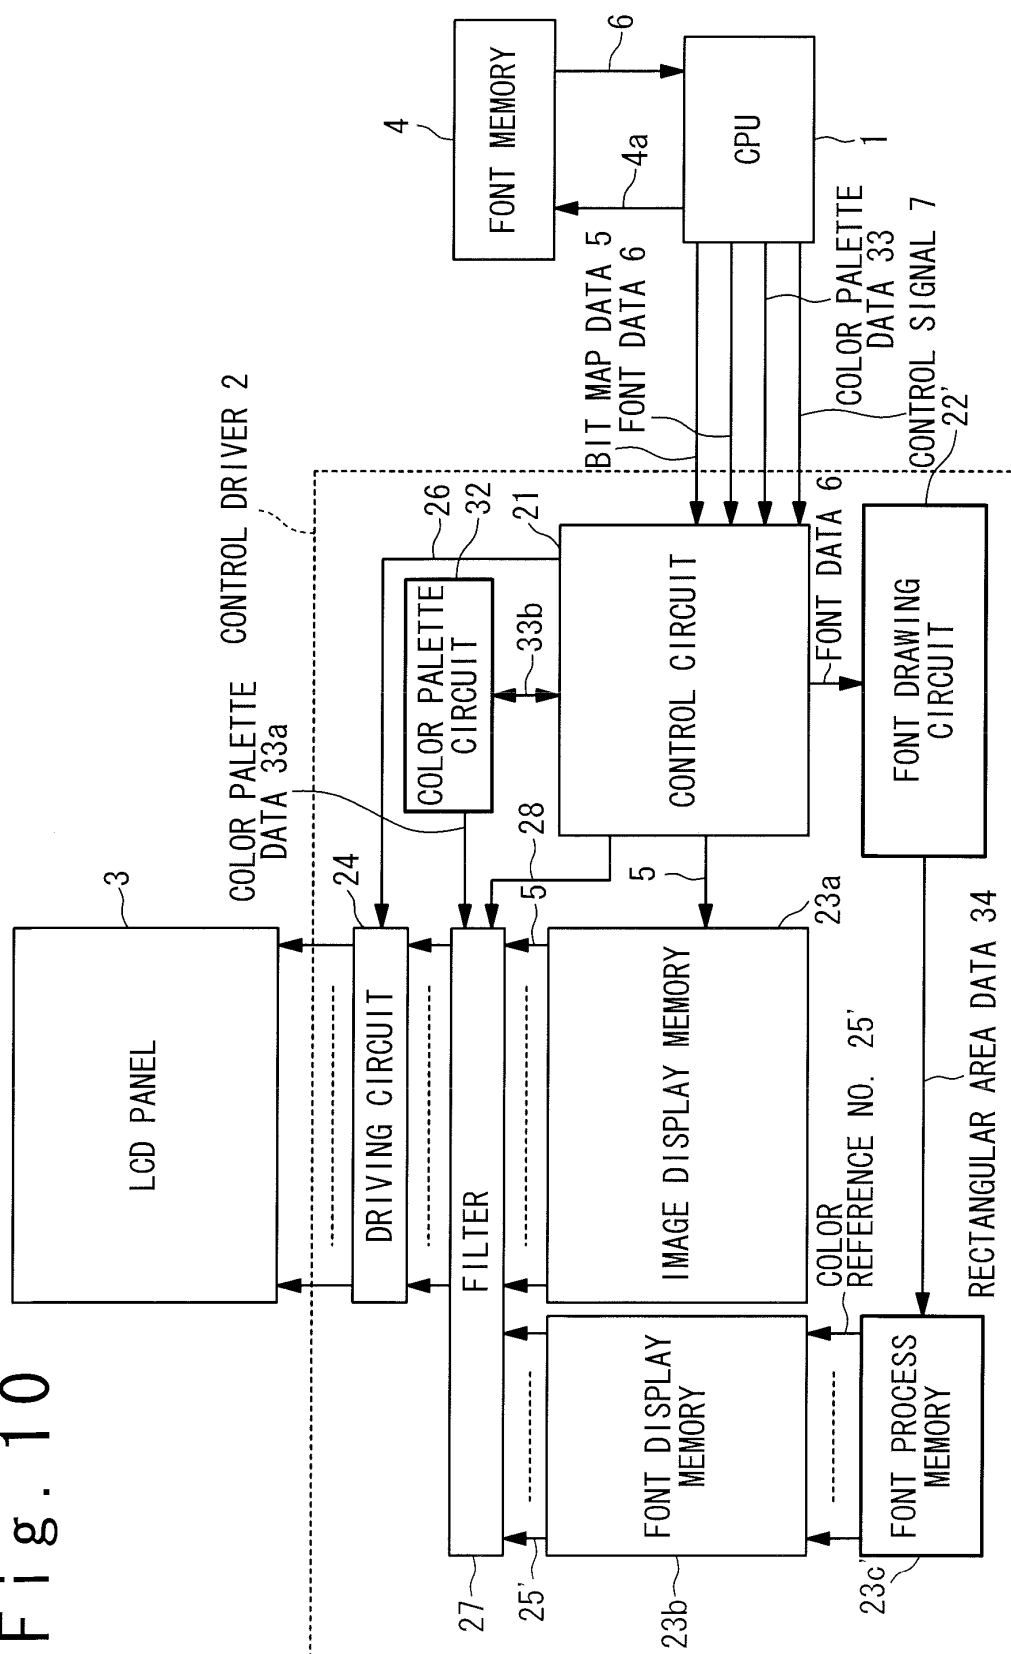 Fig. 10
LCD PANEL
3
COLOR PALETTE
DATA 33a
CONTROL DRIVER 2
24
DRIVING CIRCUIT
26
COLOR PALETTE
CIRCUIT
32
FILTER
27
28
33b
21
25'
5
FONT DISPLAY
MEMORY
23b
IMAGE DISPLAY MEMORY
23a
5
CONTROL CIRCUIT
BIT MAP DATA 5
FONT DATA 6
FONT MEMORY
4
4a
6
CPU
1
COLOR PALETTE
DATA 33
CONTROL SIGNAL 7
COLOR
REFERENCE NO. 25'
FONT DATA 6
22'
FONT PROCESS
MEMORY
23c'
FONT DRAWING
CIRCUIT
RECTANGULAR AREA DATA 34